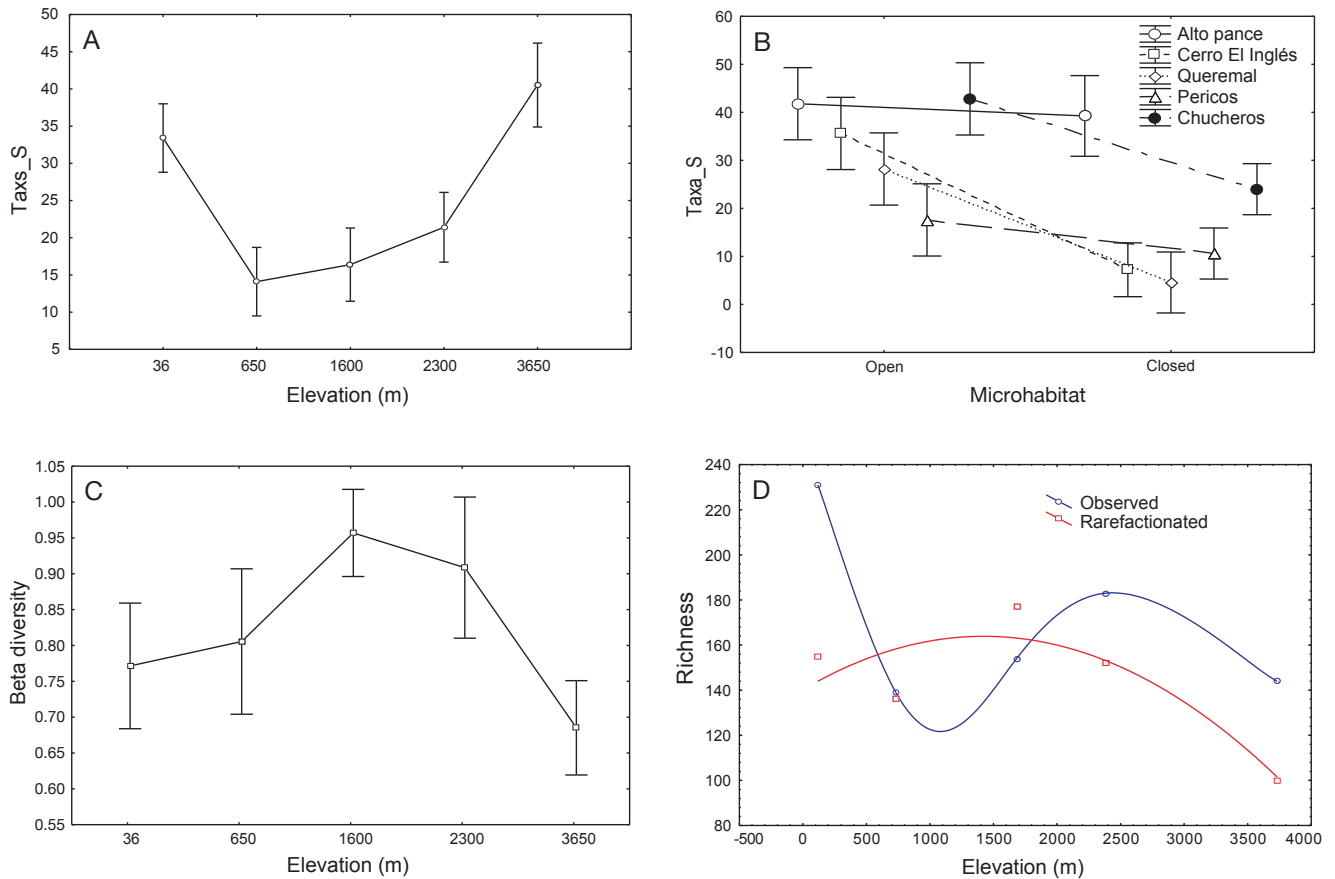 A
Taxs_S
50
45
40
35
30
25
20
15
10
5
36
650
1600
2300
3650
Elevation (m)
B
Taxa_S
60
50
40
30
20
10
0
-10
Alto pance
Cerro El Inglés
Queremal
Pericos
Chucheros
Open
Closed
Microhabitat
C
Beta diversity
1.05
1.00
0.95
0.90
0.85
0.80
0.75
0.70
0.65
0.60
0.55
36
650
1600
2300
3650
Elevation (m)
D
Richness
240
220
200
180
160
140
120
100
80
Observed
Rarefactionated
-500
0
500
1000
1500
2000
2500
3000
3500
4000
Elevation (m)